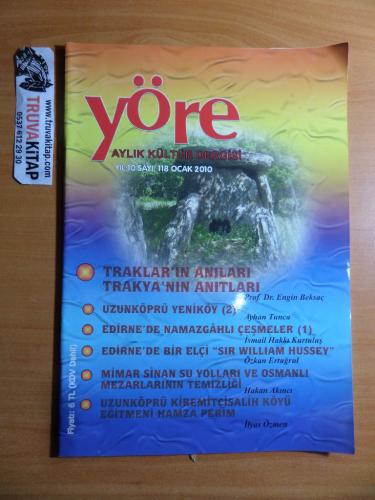 www.truvakitap.com
TRUVAKİTAP
0537 612 29 30
yöre
AYLIK KÜLTÜR DERGİSİ
YIL:10 SAYI: 118 OCAK 2010
TRAKLAR'IN ANILARI
TRAKYA'NIN ANITLARI
Prof. Dr. Engin Beksaç
UZUNKÖPRÜ YENİKÖY (2)
Ayhan Tunca
EDİRNE'DE NAMAZGÂHLI ÇEŞMELER (1)
İsmail Hakkı Kurtuluş
EDİRNE'DE BİR ELÇİ "SIR WILLIAM HUSSEY"
Özkan Ertuğrul
MİMAR SİNAN SU YOLLARI VE OSMANLI
MEZARLARININ TEMİZLİĞİ
Hakan Akıncı
UZUNKÖPRÜ KİREMİTÇİSALİH KÖYÜ
EĞİTMENİ HAMZA PERİM
İlyas Özmen
Fiyatı: 6 TL (KDV Dahil)